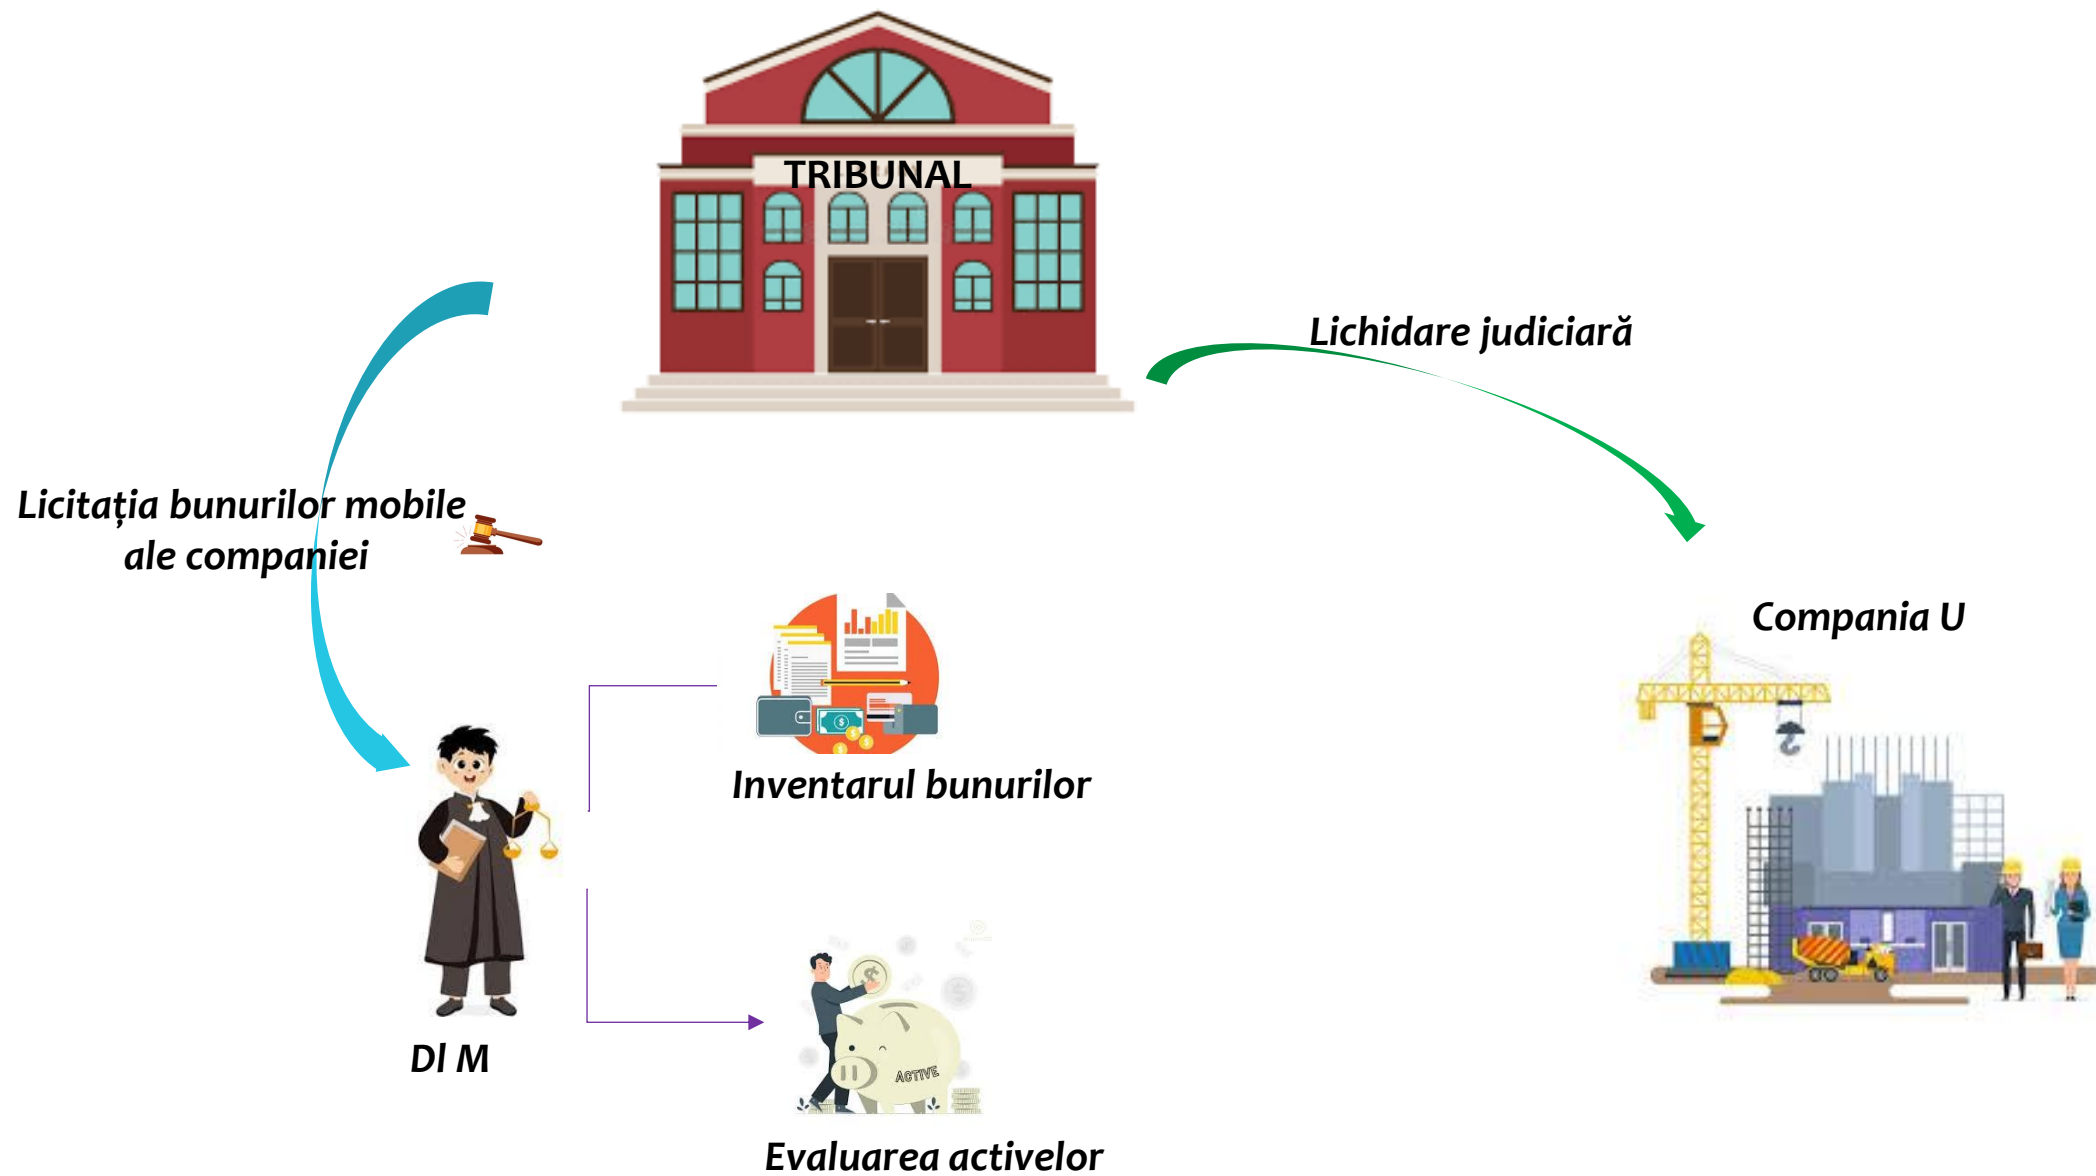 TRIBUNAL
Lichidare judiciară
Licitația bunurilor mobile
ale companiei
Compania U
Inventarul bunurilor
Dl M
ACTIVE
Evaluarea activelor